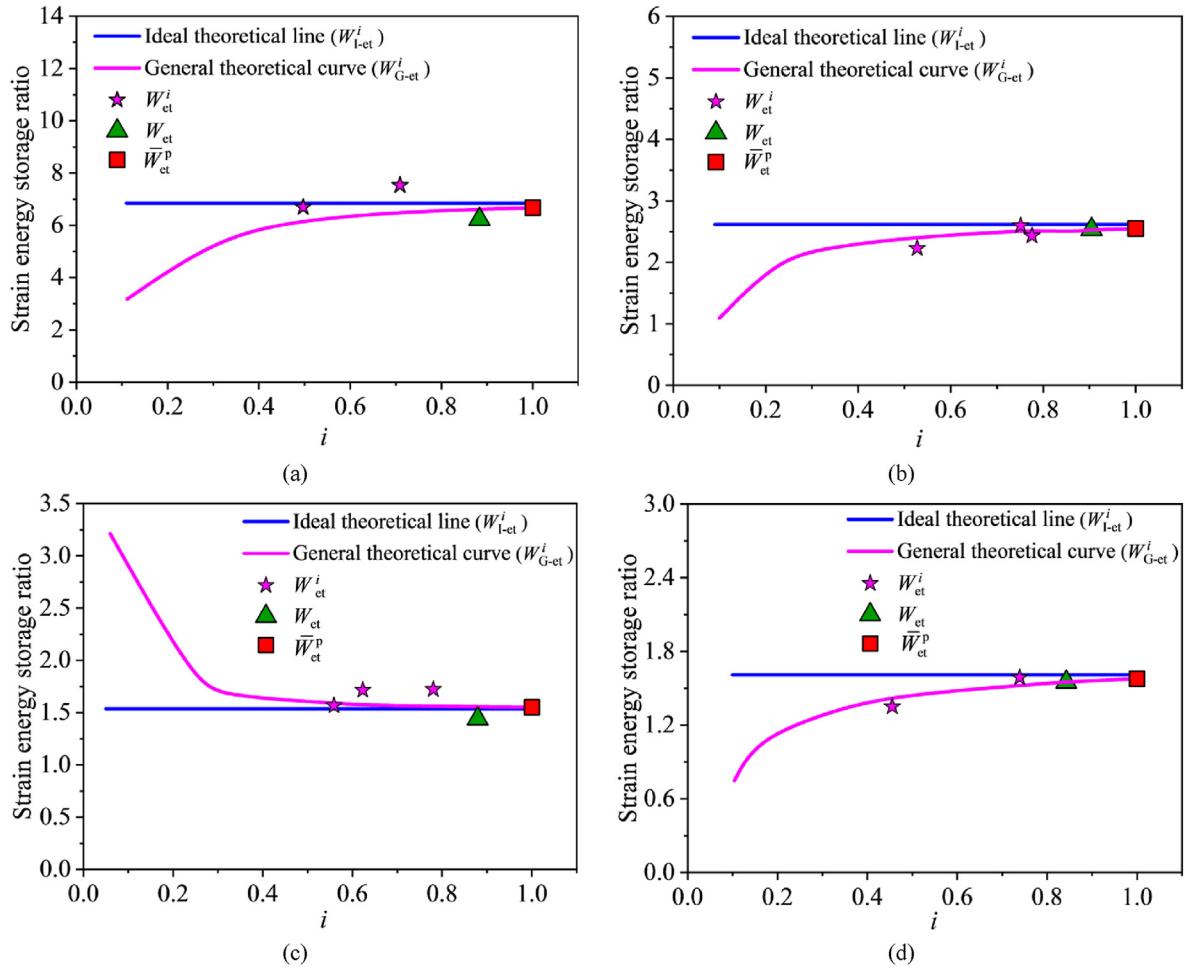 14
12
10
8
6
4
2
0
Strain energy storage ratio
Ideal theoretical line (W^i_I-et)
General theoretical curve (W^i_G-et)
W^i_et
W_et
W̅^p_et
0.0 0.2 0.4 0.6 0.8 1.0
i
(a)
6
5
4
3
2
1
0
Strain energy storage ratio
Ideal theoretical line (W^i_I-et)
General theoretical curve (W^i_G-et)
W^i_et
W_et
W̅^p_et
0.0 0.2 0.4 0.6 0.8 1.0
i
(b)
3.5
3.0
2.5
2.0
1.5
1.0
0.5
0.0
Strain energy storage ratio
Ideal theoretical line (W^i_I-et)
General theoretical curve (W^i_G-et)
W^i_et
W_et
W̅^p_et
0.0 0.2 0.4 0.6 0.8 1.0
i
(c)
3.0
2.4
1.8
1.2
0.6
0.0
Strain energy storage ratio
Ideal theoretical line (W^i_I-et)
General theoretical curve (W^i_G-et)
W^i_et
W_et
W̅^p_et
0.0 0.2 0.4 0.6 0.8 1.0
i
(d)